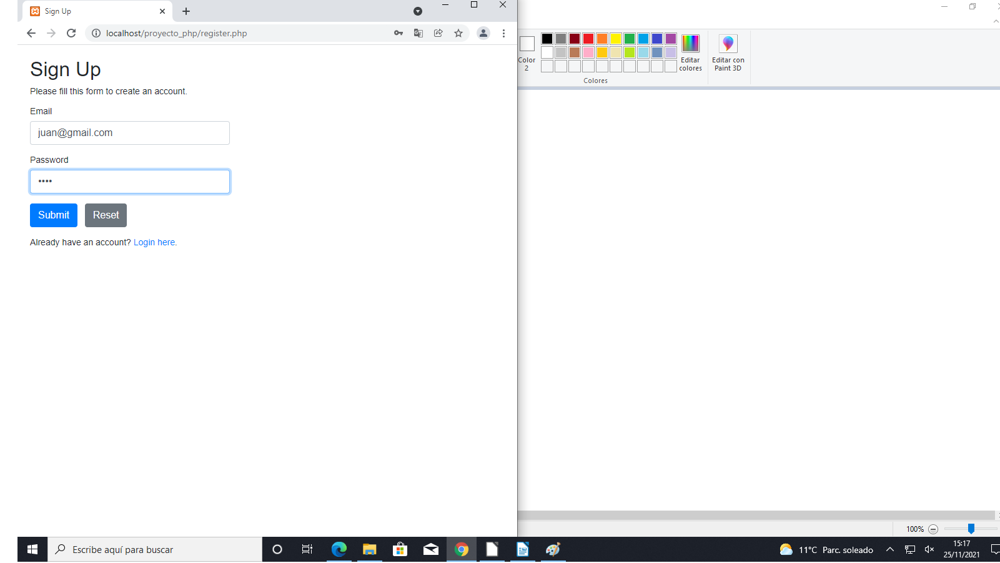 Sign Up
localhost/proyecto_php/register.php
Sign Up
Please fill this form to create an account.
Email
juan@gmail.com
Password
••••
Submit Reset
Already have an account? Login here.
Color
2
Editar
colores
Editar con
Paint 3D
Colores
100%
Escribe aquí para buscar
11°C Parc. soleado
15:17
25/11/2021